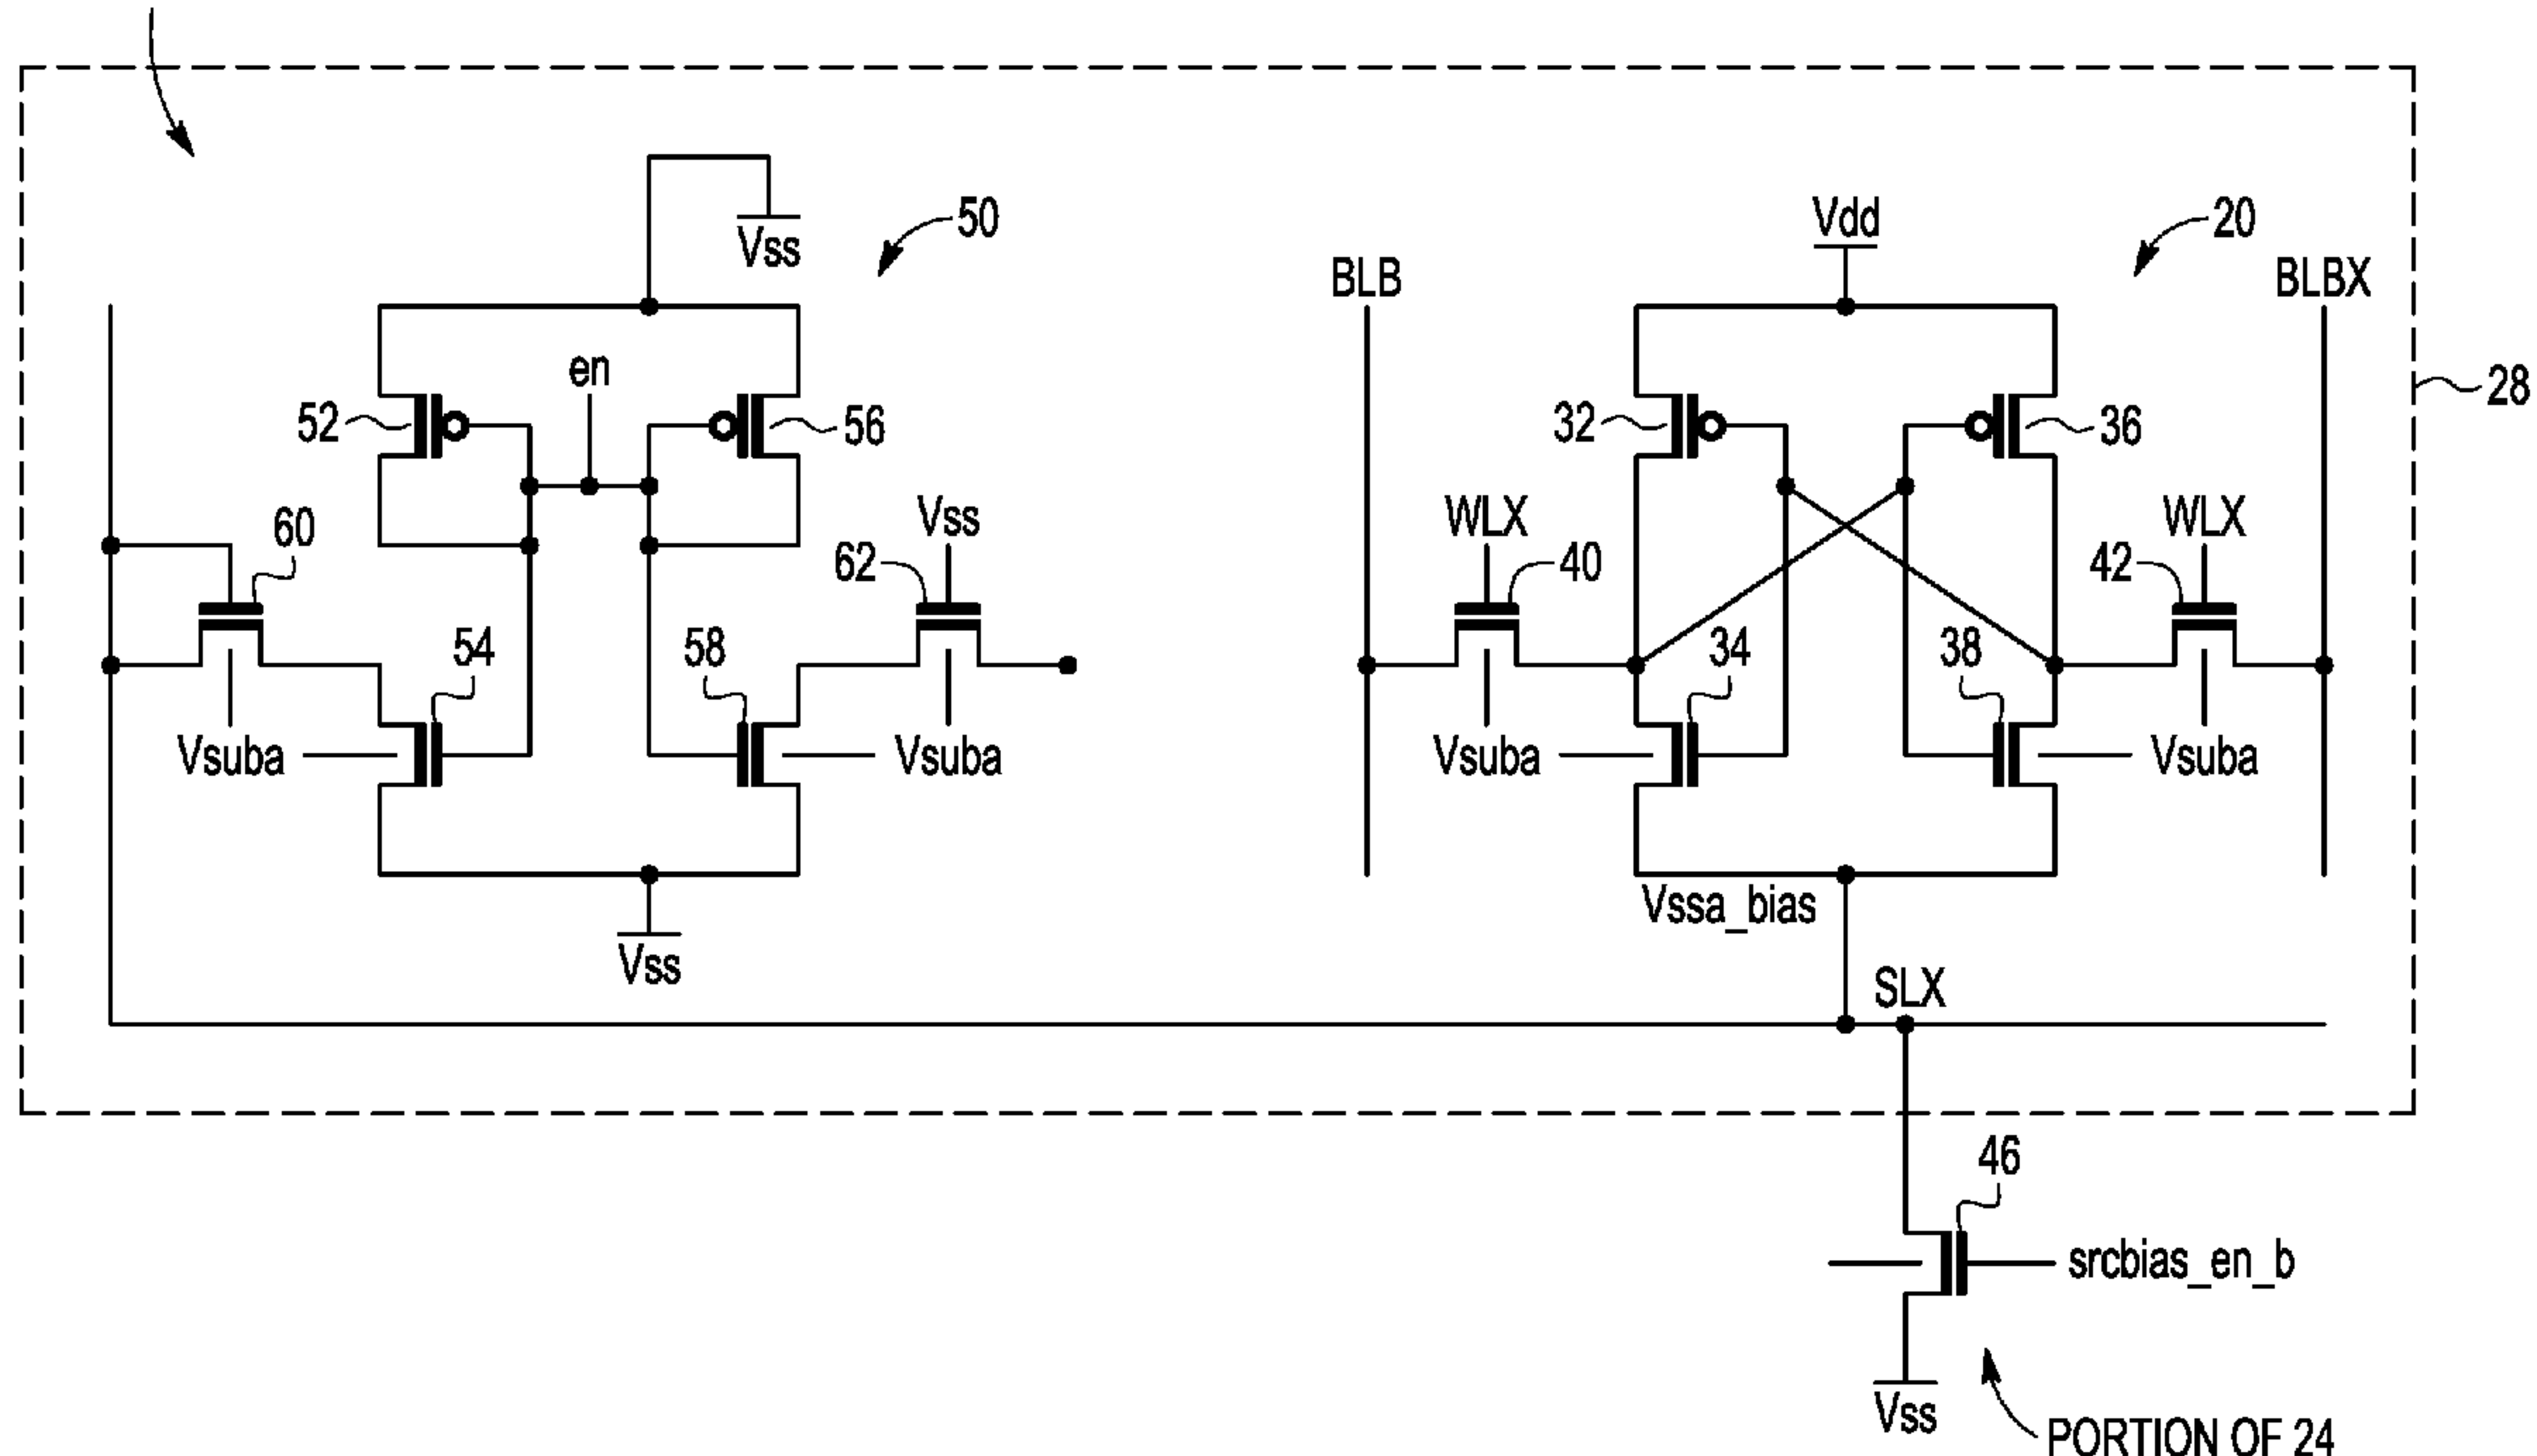 50
Vss
Vdd
20
BLB
BLBX
en
28
52
56
32
36
60
Vss
WLX
WLX
62
40
42
54
58
34
38
Vsuba
Vsuba
Vsuba
Vsuba
Vssa_bias
Vss
SLX
46
srcbias_en_b
Vss
PORTION OF 24